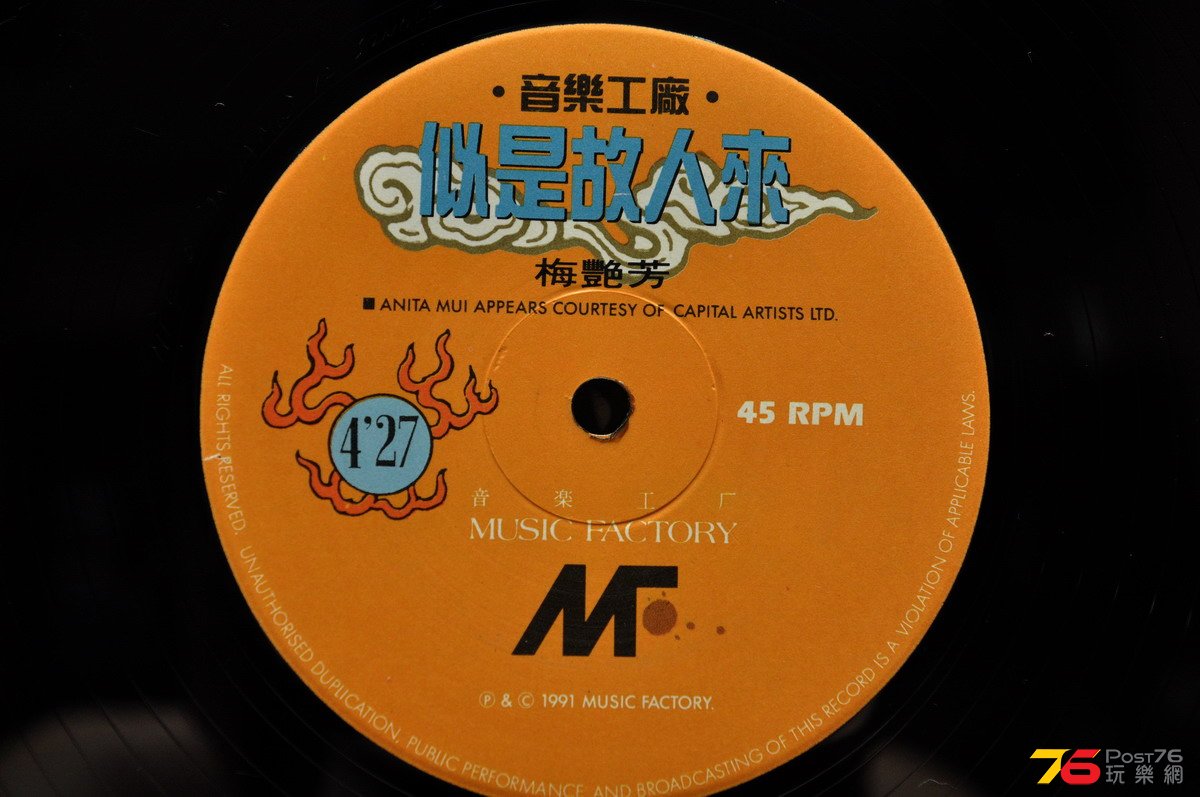 • 音樂工廠 •
似是故人來
梅艷芳
■ ANITA MUI APPEARS COURTESY OF CAPITAL ARTISTS LTD.
4'27
45 RPM
音楽工厂
MUSIC FACTORY
MF
Ⓟ & © 1991 MUSIC FACTORY.
ALL RIGHTS RESERVED. UNAUTHORISED DUPLICATION, PUBLIC PERFORMANCE, AND BROADCASTING OF THIS RECORD IS A VIOLATION OF APPLICABLE LAWS.
76 POST76
玩樂網